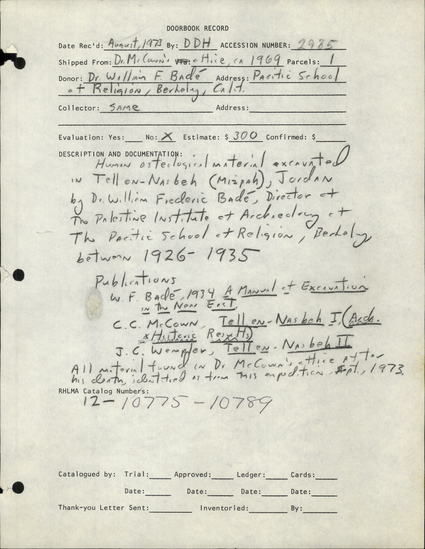 DOORBOOK RECORD
Date Rec'd: August, 1973 By: DDH ACCESSION NUMBER: 2985
Shipped From: Dr. McCown's office, ca 1969 Parcels: 1
Donor: Dr. William F. Badè Address: Pacific School
of Religion, Berkeley, Calif.
Collector: same Address:
Evaluation: Yes: No: X Estimate: $300 Confirmed: $
DESCRIPTION AND DOCUMENTATION:
Human osteological material excavated
in Tell en-Nasbeh (Mizpah), Jordan
by Dr. William Frederic Badè, Director of
The Palestine Institute of Archaeology at
The Pacific School of Religion, Berkeley
between 1926-1935
Publications
W. F. Badè, 1934 A Manual of Excavation
in the Near East
C.C. McCown, Tell en-Nasbeh I (
& Historic Results)
J.C. Wampler, Tell en-Nasbeh II
All material found in Dr. McCown's office after
his death, identified as from this expedition Sept, 1973.
RHLMA Catalog Numbers:
12-10775-10789
Catalogued by: Trial: Approved: Ledger: Cards:
Date: Date: Date: Date:
Thank-you Letter Sent: Inventoried: By: